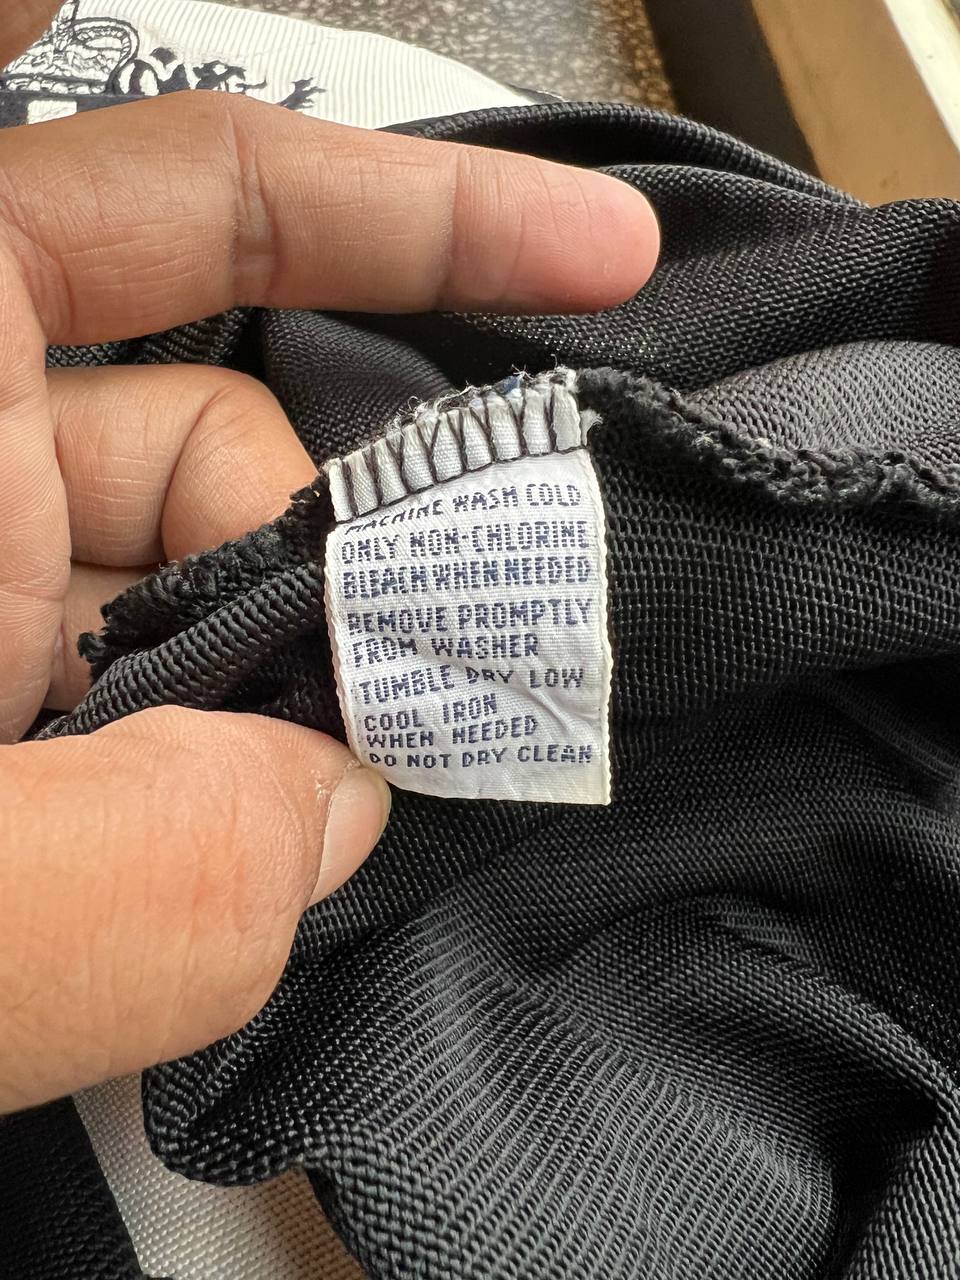 MACHINE WASH COLD
ONLY NON-CHLORINE
BLEACH WHEN NEEDED
REMOVE PROMPTLY
FROM WASHER
TUMBLE DRY LOW
COOL IRON
WHEN NEEDED
DO NOT DRY CLEAN